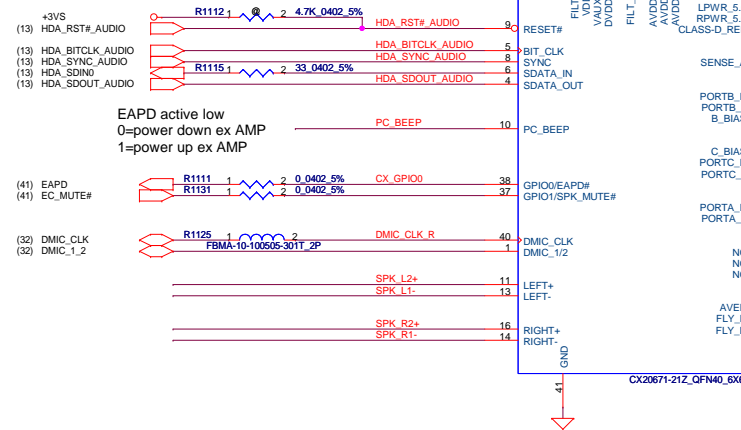 +3VS R1112 1 @ 2 4.7K_0402_5%
(13) HDA_RST#_AUDIO HDA_RST#_AUDIO 9 RESET#
(13) HDA_BITCLK_AUDIO HDA_BITCLK_AUDIO 5 BIT_CLK
(13) HDA_SYNC_AUDIO HDA_SYNC_AUDIO 8 SYNC
(13) HDA_SDIN0 R1115 1 2 33_0402_5% 6 SDATA_IN
(13) HDA_SDOUT_AUDIO HDA_SDOUT_AUDIO 4 SDATA_OUT
EAPD active low
0=power down ex AMP
1=power up ex AMP
PC_BEEP 10 PC_BEEP
(41) EAPD R1111 1 2 0_0402_5% CX_GPIO0 38 GPIO0/EAPD#
(41) EC_MUTE# R1131 1 2 0_0402_5% 37 GPIO1/SPK_MUTE#
(32) DMIC_CLK R1125 1 2 DMIC_CLK_R 40 DMIC_CLK
(32) DMIC_1_2 FBMA-10-100505-301T_2P 1 DMIC_1/2
SPK_L2+ 11 LEFT+
SPK_L1- 13 LEFT-
SPK_R2+ 16 RIGHT+
SPK_R1- 14 RIGHT-
GND
41
FILT_
AVDD
LPWR_5.
RPWR_5.
CLASS-D_RE
SENSE_A
PORTB_
PORTB_
B_BIA
C_BIA
PORTC_
PORTC_
PORTA_
PORTA_
AVE
FLY_
FLY_
CX20671-21Z_QFN40_6X6